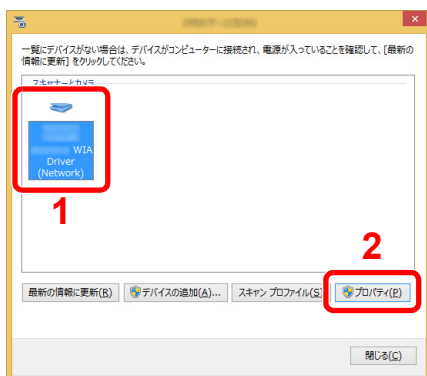 一覧にデバイスがない場合は、デバイスがコンピューターに接続され、電源が入っていることを確認して、[最新の
情報に更新] をクリックしてください。
スキャナーとカメラ
WIA
Driver
(Network)
1
2
最新の情報に更新(R)
デバイスの追加(A)...
スキャン プロファイル(S)
プロパティ(P)
閉じる(C)